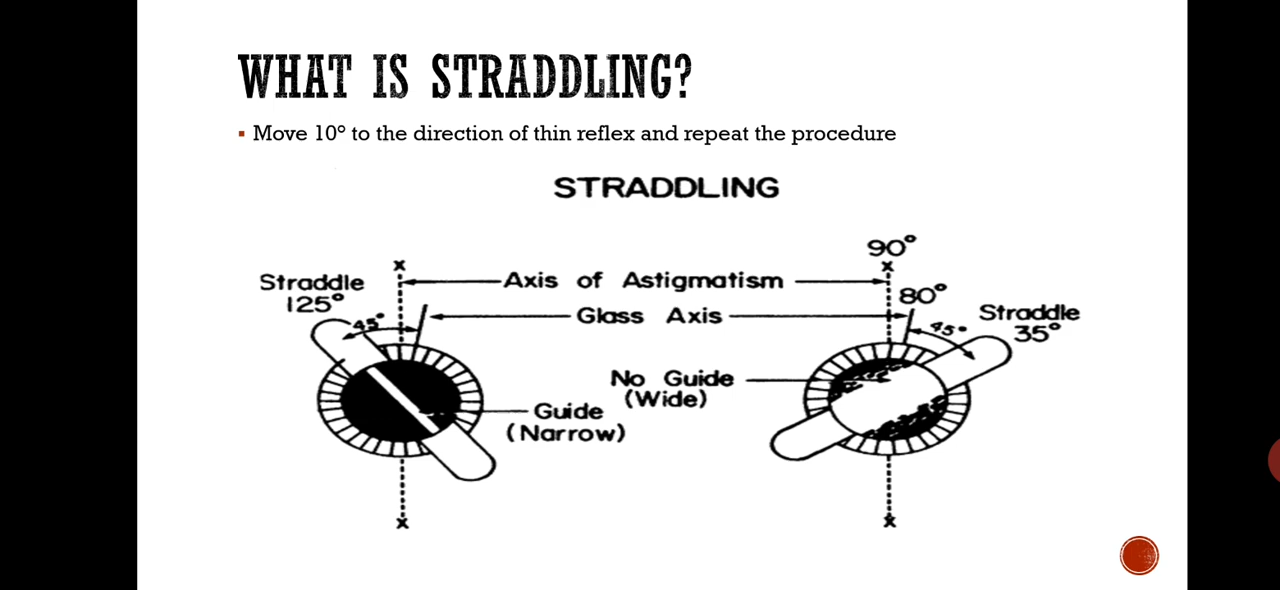 WHAT IS STRADDLING?
▪ Move 10° to the direction of thin reflex and repeat the procedure
STRADDLING
90°
x
x
Straddle
125°
Axis of Astigmatism
80°
45°
Glass Axis
45°
Straddle
35°
No Guide
(Wide)
Guide
(Narrow)
x
x